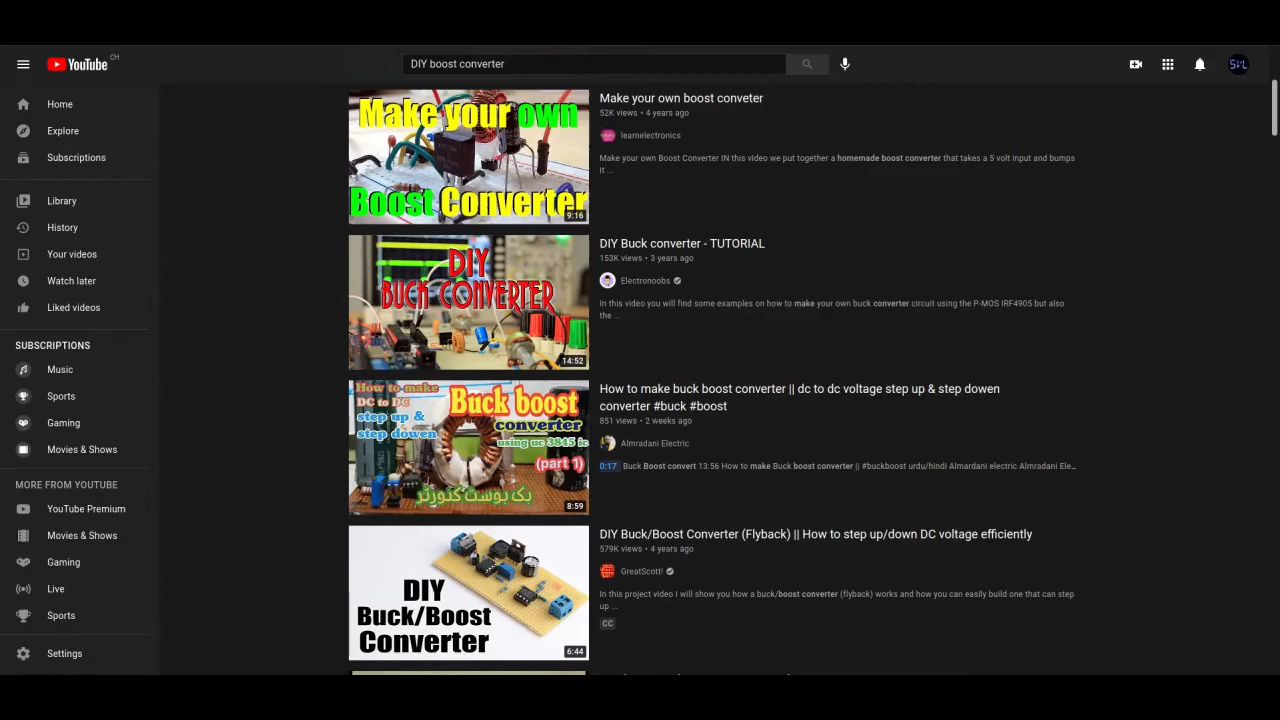 YouTube CH
DIY boost converter
SVL
Home
Explore
Subscriptions
Library
History
Your videos
Watch later
Liked videos
SUBSCRIPTIONS
Music
Sports
Gaming
Movies & Shows
MORE FROM YOUTUBE
YouTube Premium
Movies & Shows
Gaming
Live
Sports
Settings
Make your own
Boost Converter
9:16
Make your own boost conveter
52K views • 4 years ago
learnelectronics
Make your own Boost Converter IN this video we put together a homemade boost converter that takes a 5 volt input and bumps
it ...
DIY
BUCK CONVERTER
14:52
DIY Buck converter - TUTORIAL
153K views • 3 years ago
Electronoobs
In this video you will find some examples on how to make your own buck converter circuit using the P-MOS IRF4905 but also
the ...
How to make
DC to DC
step up &
step dowen
Buck boost
converter
using uc 3845 ic
(part 1)
بک بوسٹ کنورٹر
8:59
How to make buck boost converter || dc to dc voltage step up & step dowen
converter #buck #boost
851 views • 2 weeks ago
Almradani Electric
0:17 Buck Boost convert 13:56 How to make Buck boost converter || #buckboost urdu/hindi Almardani electric Almradani Ele...
DIY
Buck/Boost
Converter
6:44
DIY Buck/Boost Converter (Flyback) || How to step up/down DC voltage efficiently
579K views • 4 years ago
GreatScott!
In this project video I will show you how a buck/boost converter (flyback) works and how you can easily build one that can step
up ...
CC